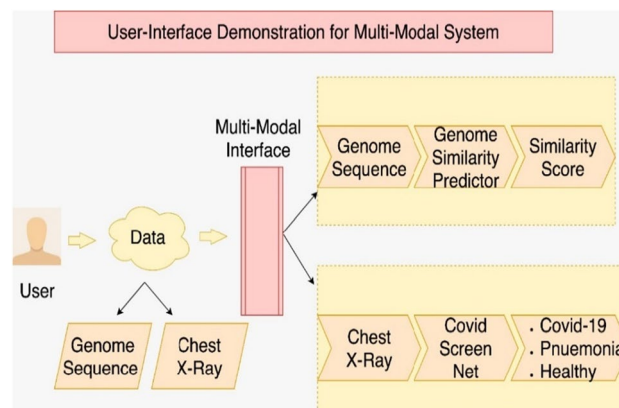 User-Interface Demonstration for Multi-Modal System
Multi-Modal
Interface
Genome
Sequence
Genome
Similarity
Predictor
Similarity
Score
Data
User
Genome
Sequence
Chest
X-Ray
Chest
X-Ray
Covid
Screen
Net
. Covid-19
. Pnuemonia
. Healthy